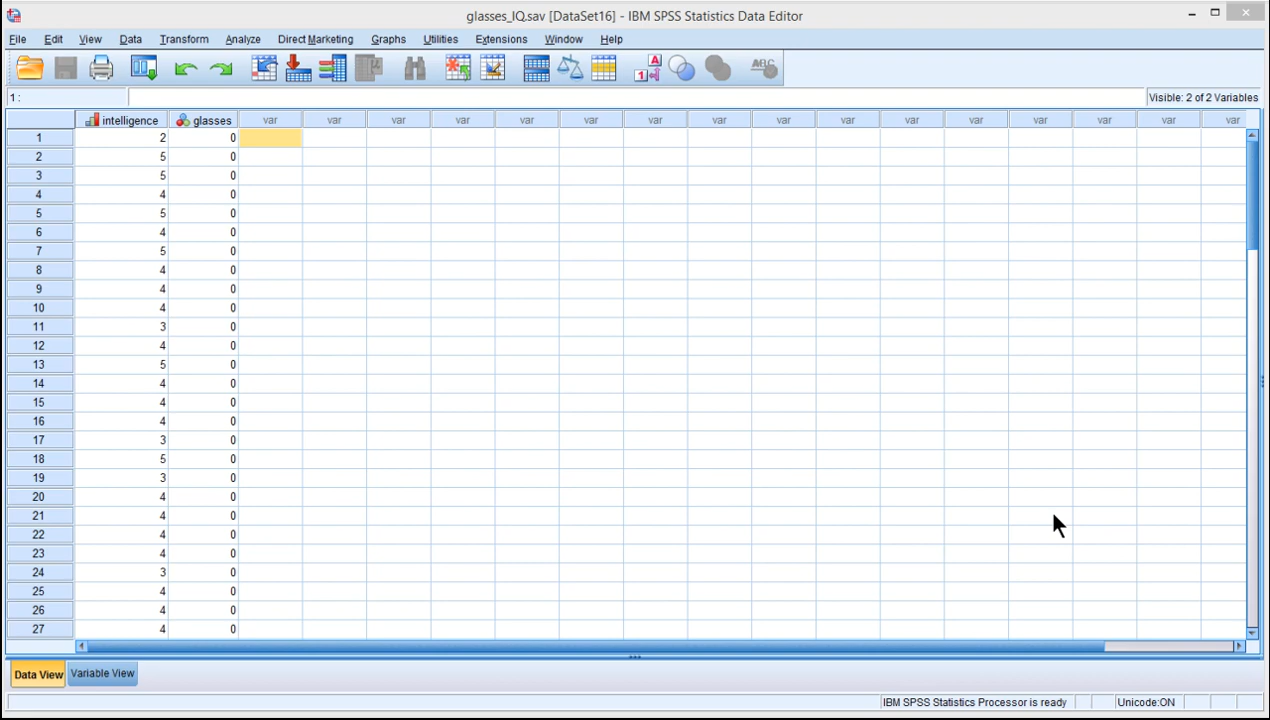 glasses_IQ.sav [DataSet16] - IBM SPSS Statistics Data Editor
File Edit View Data Transform Analyze Direct Marketing Graphs Utilities Extensions Window Help
1 A ABC
1 : Visible: 2 of 2 Variables
intelligence glasses var var var var var var var var var var var var var var var var
1 2 0
2 5 0
3 5 0
4 4 0
5 5 0
6 4 0
7 5 0
8 4 0
9 4 0
10 4 0
11 3 0
12 4 0
13 5 0
14 4 0
15 4 0
16 4 0
17 3 0
18 5 0
19 3 0
20 4 0
21 4 0
22 4 0
23 4 0
24 3 0
25 4 0
26 4 0
27 4 0
Data View Variable View
IBM SPSS Statistics Processor is ready Unicode:ON